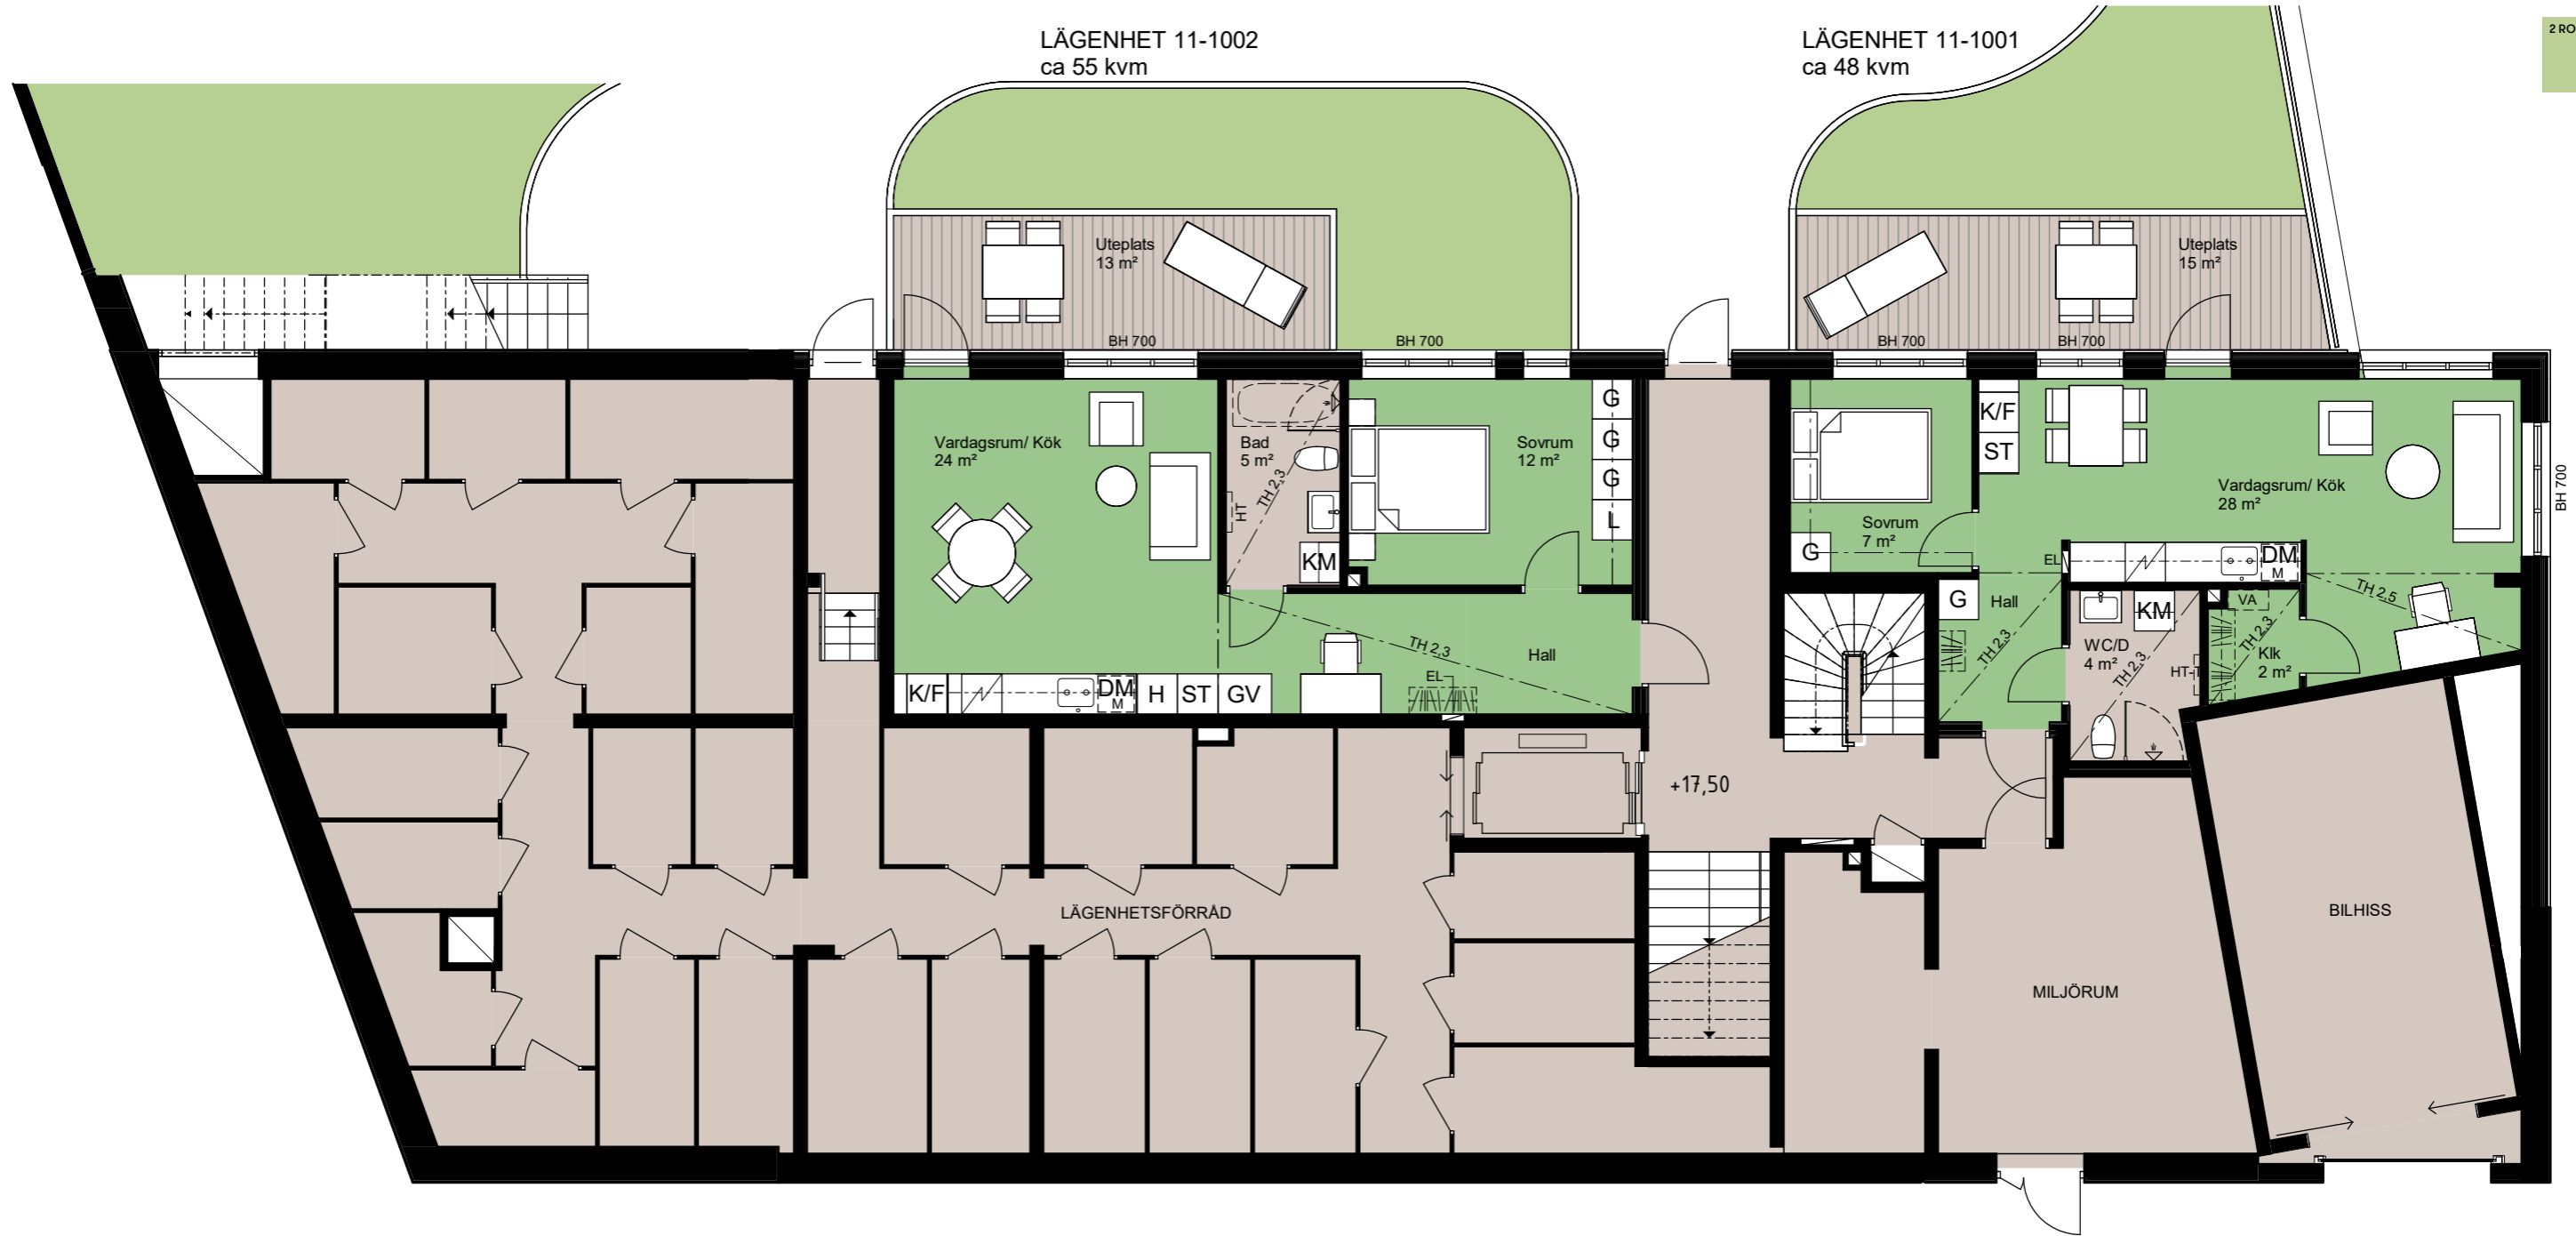 LÄGENHET 11-1002
ca 55 kvm
LÄGENHET 11-1001
ca 48 kvm
2 RO
Uteplats
13 m²
Uteplats
15 m²
BH 700
BH 700
BH 700
BH 700
Vardagsrum/ Kök
24 m²
Bad
5 m²
TH 2,3
HT
KM
Sovrum
12 m²
G
G
G
L
K/F
ST
Vardagsrum/ Kök
28 m²
BH 700
Sovrum
7 m²
G
EL
DM
M
TH 2,5
G
Hall
TH 2,3
KM
WC/D
4 m²
TH 2,3
HT-T
VA
TH 2,3
Klk
2 m²
TH 2,3
Hall
EL
K/F
DM
M
H
ST
GV
+17,50
LÄGENHETSFÖRRÅD
BILHISS
MILJÖRUM